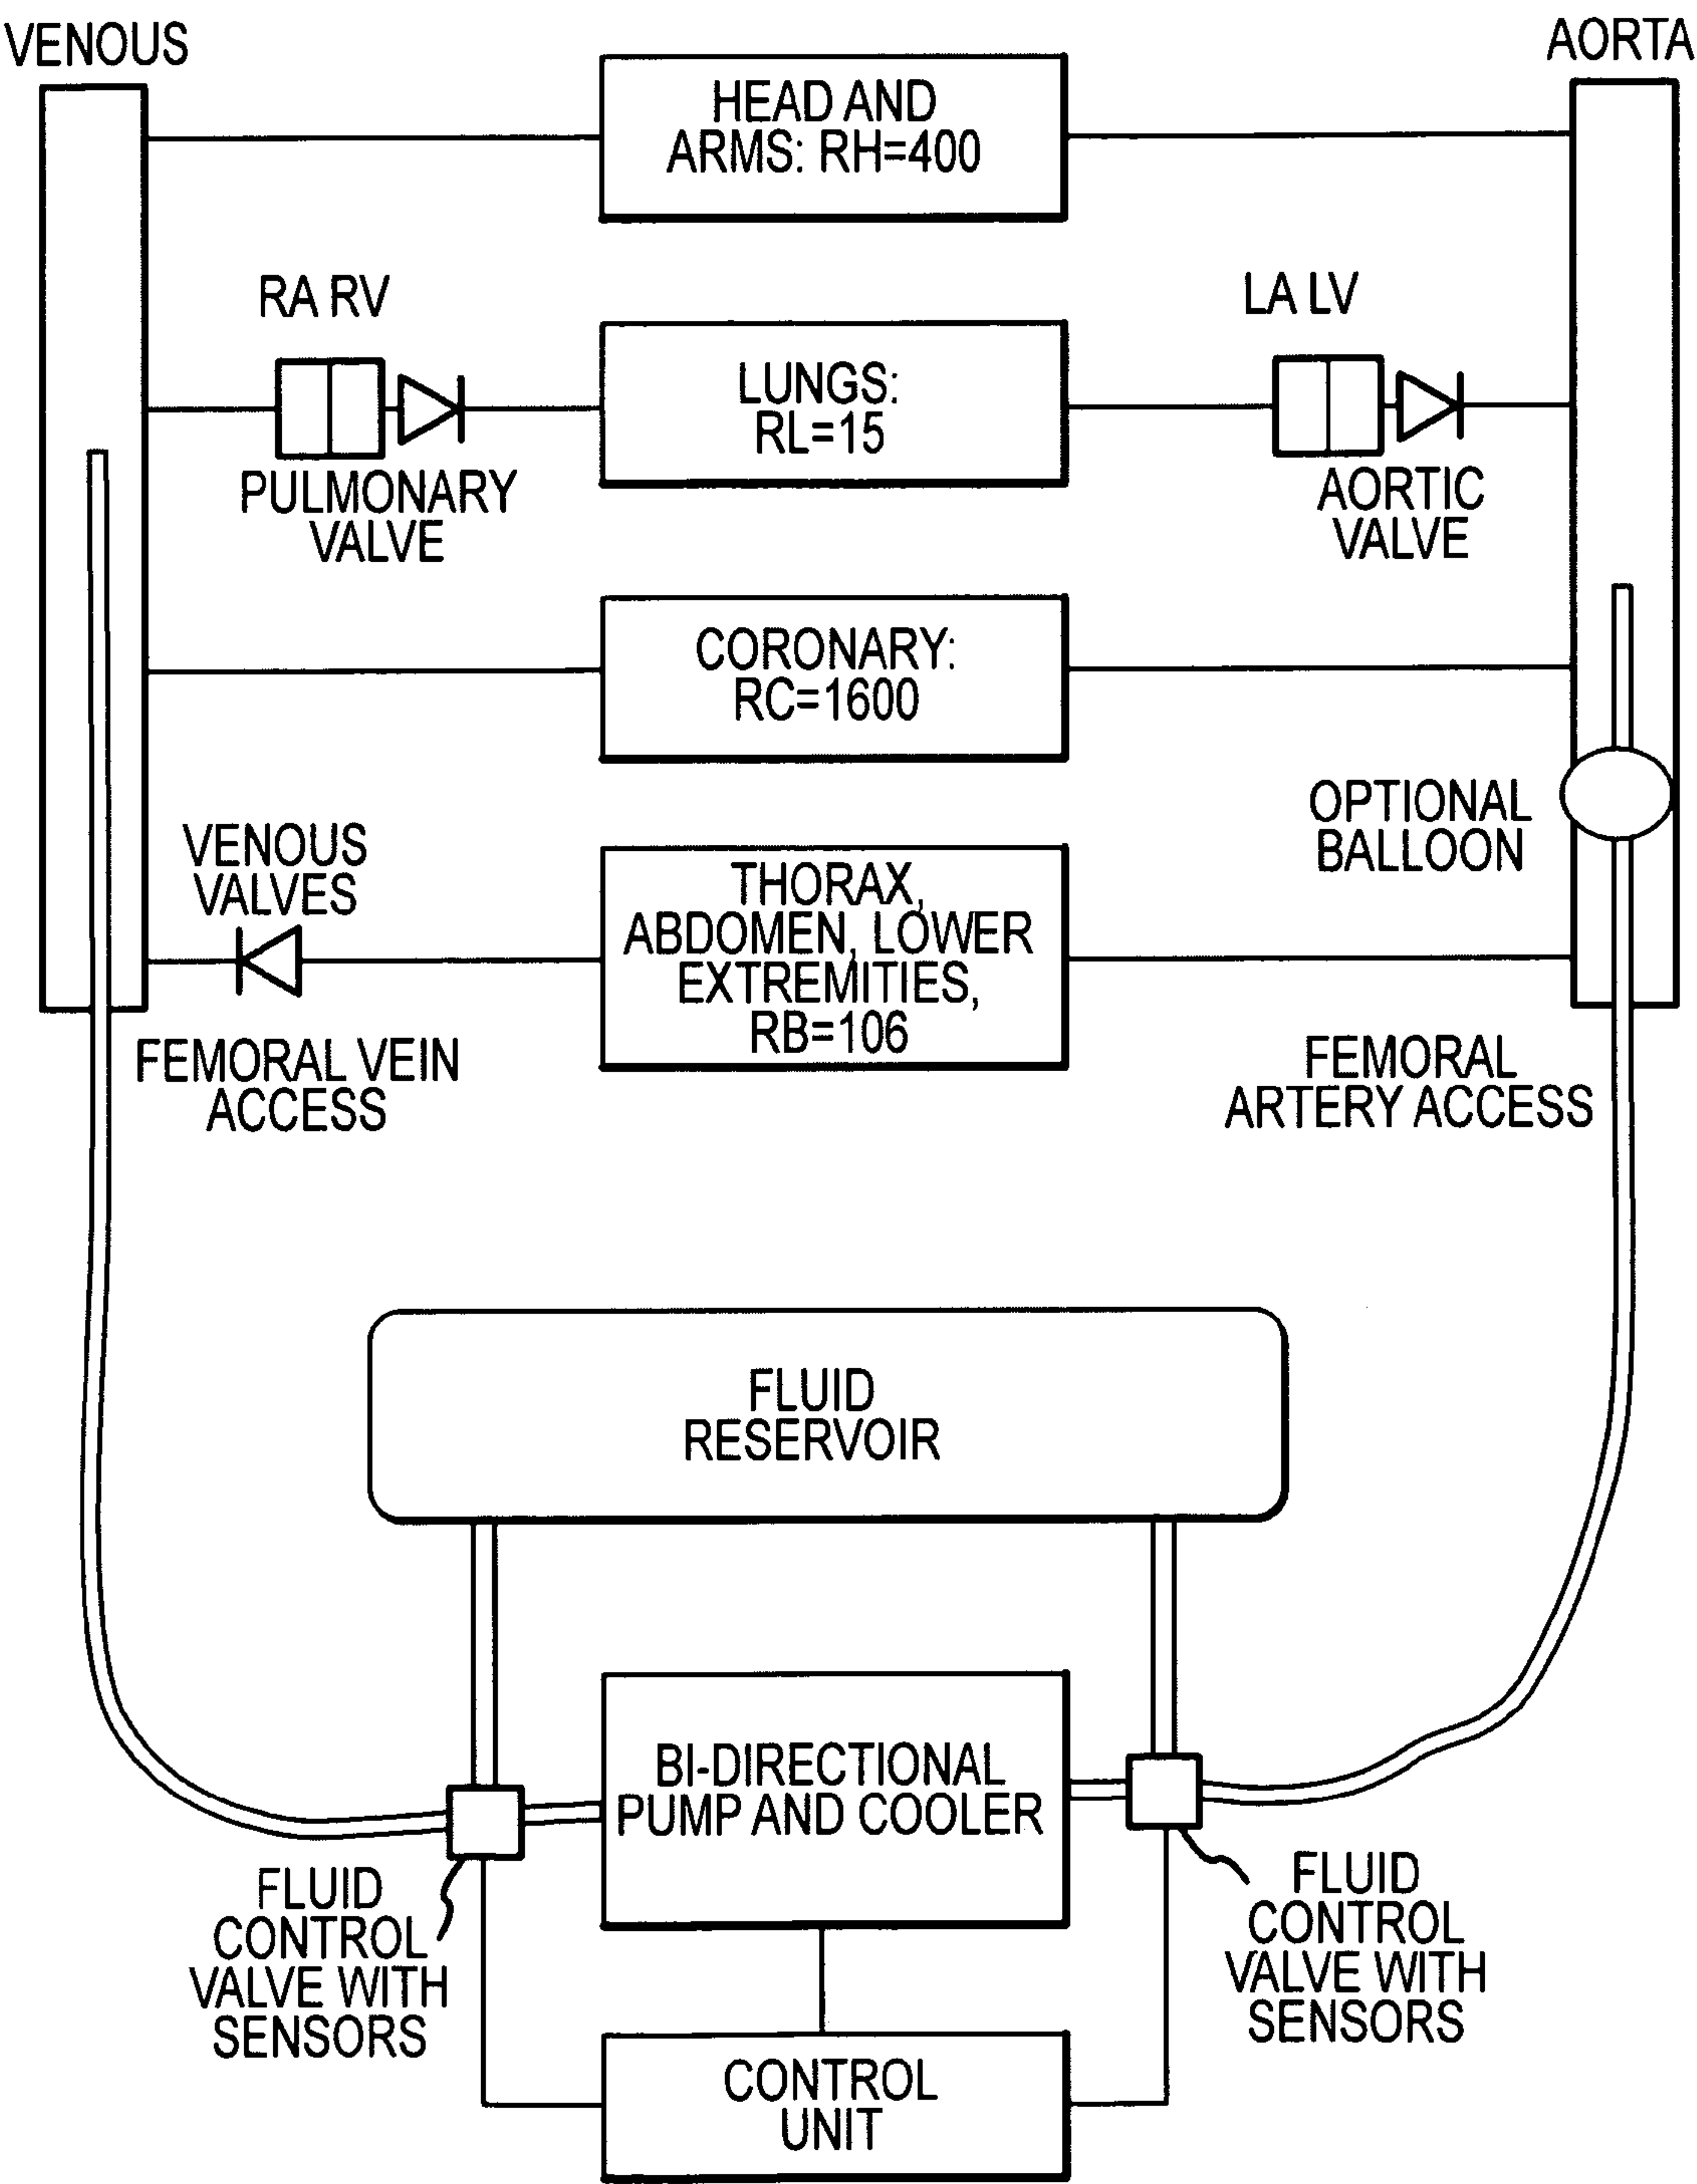 VENOUS
AORTA
HEAD AND
ARMS: RH=400
RA RV
LA LV
LUNGS:
RL=15
PULMONARY
VALVE
AORTIC
VALVE
CORONARY:
RC=1600
OPTIONAL
BALLOON
VENOUS
VALVES
THORAX,
ABDOMEN, LOWER
EXTREMITIES,
RB=106
FEMORAL VEIN
ACCESS
FEMORAL
ARTERY ACCESS
FLUID
RESERVOIR
BI-DIRECTIONAL
PUMP AND COOLER
FLUID
CONTROL
VALVE WITH
SENSORS
FLUID
CONTROL
VALVE WITH
SENSORS
CONTROL
UNIT